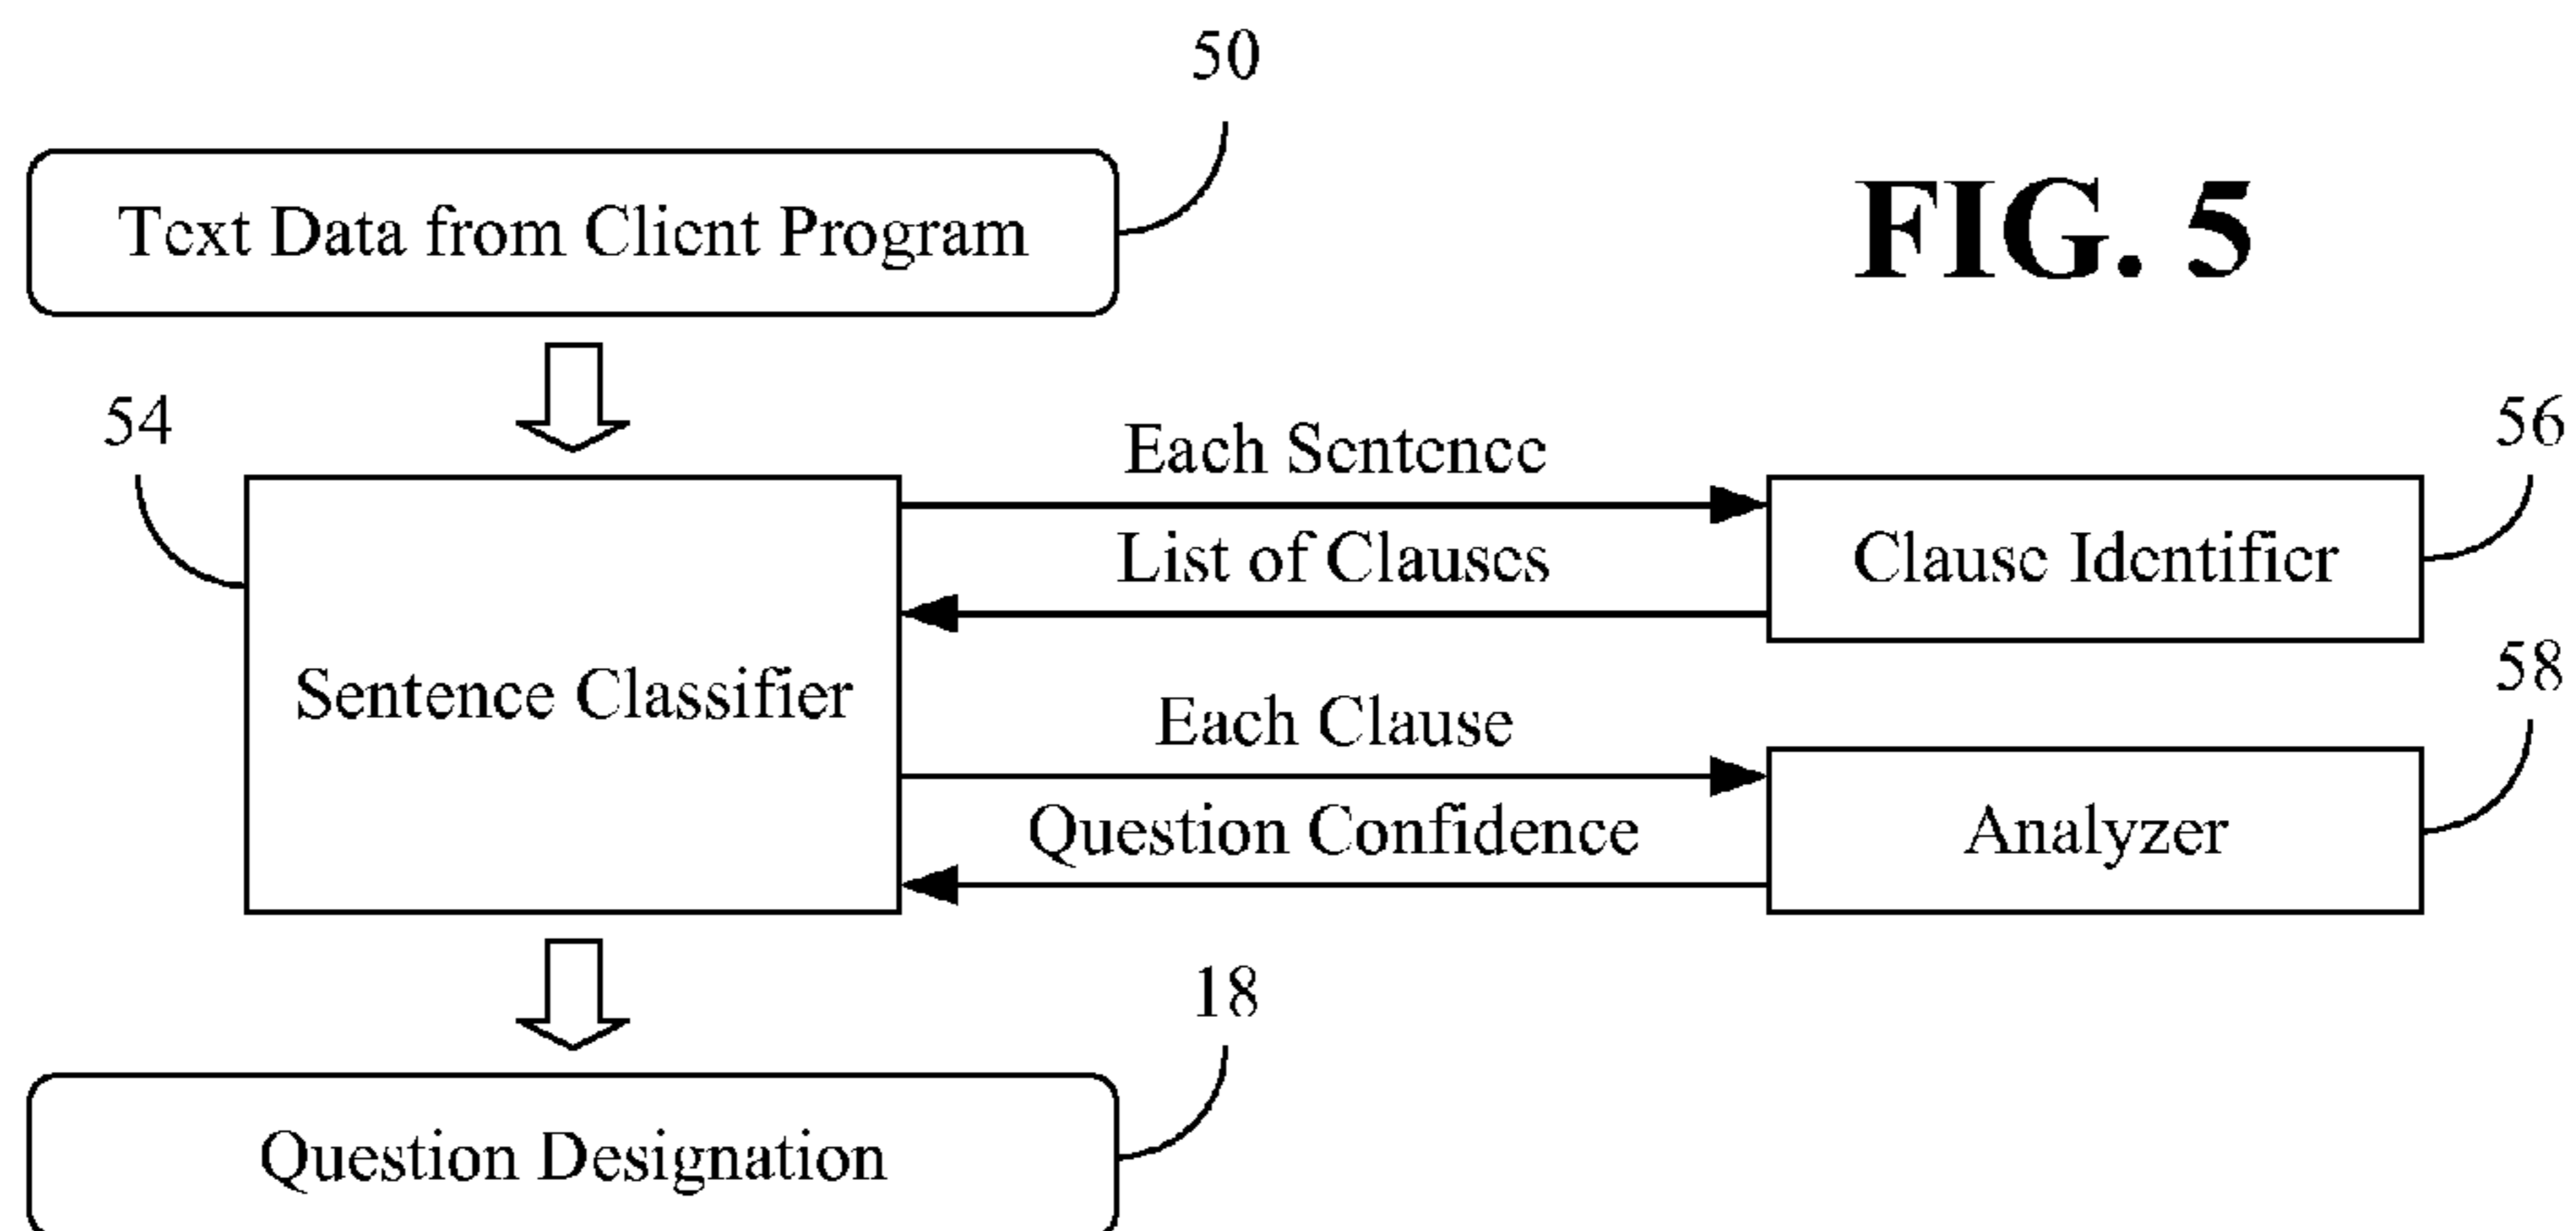 50
Text Data from Client Program
FIG. 5
54
Each Sentence
56
List of Clauses
Clause Identifier
58
Sentence Classifier
Each Clause
Question Confidence
Analyzer
18
Question Designation